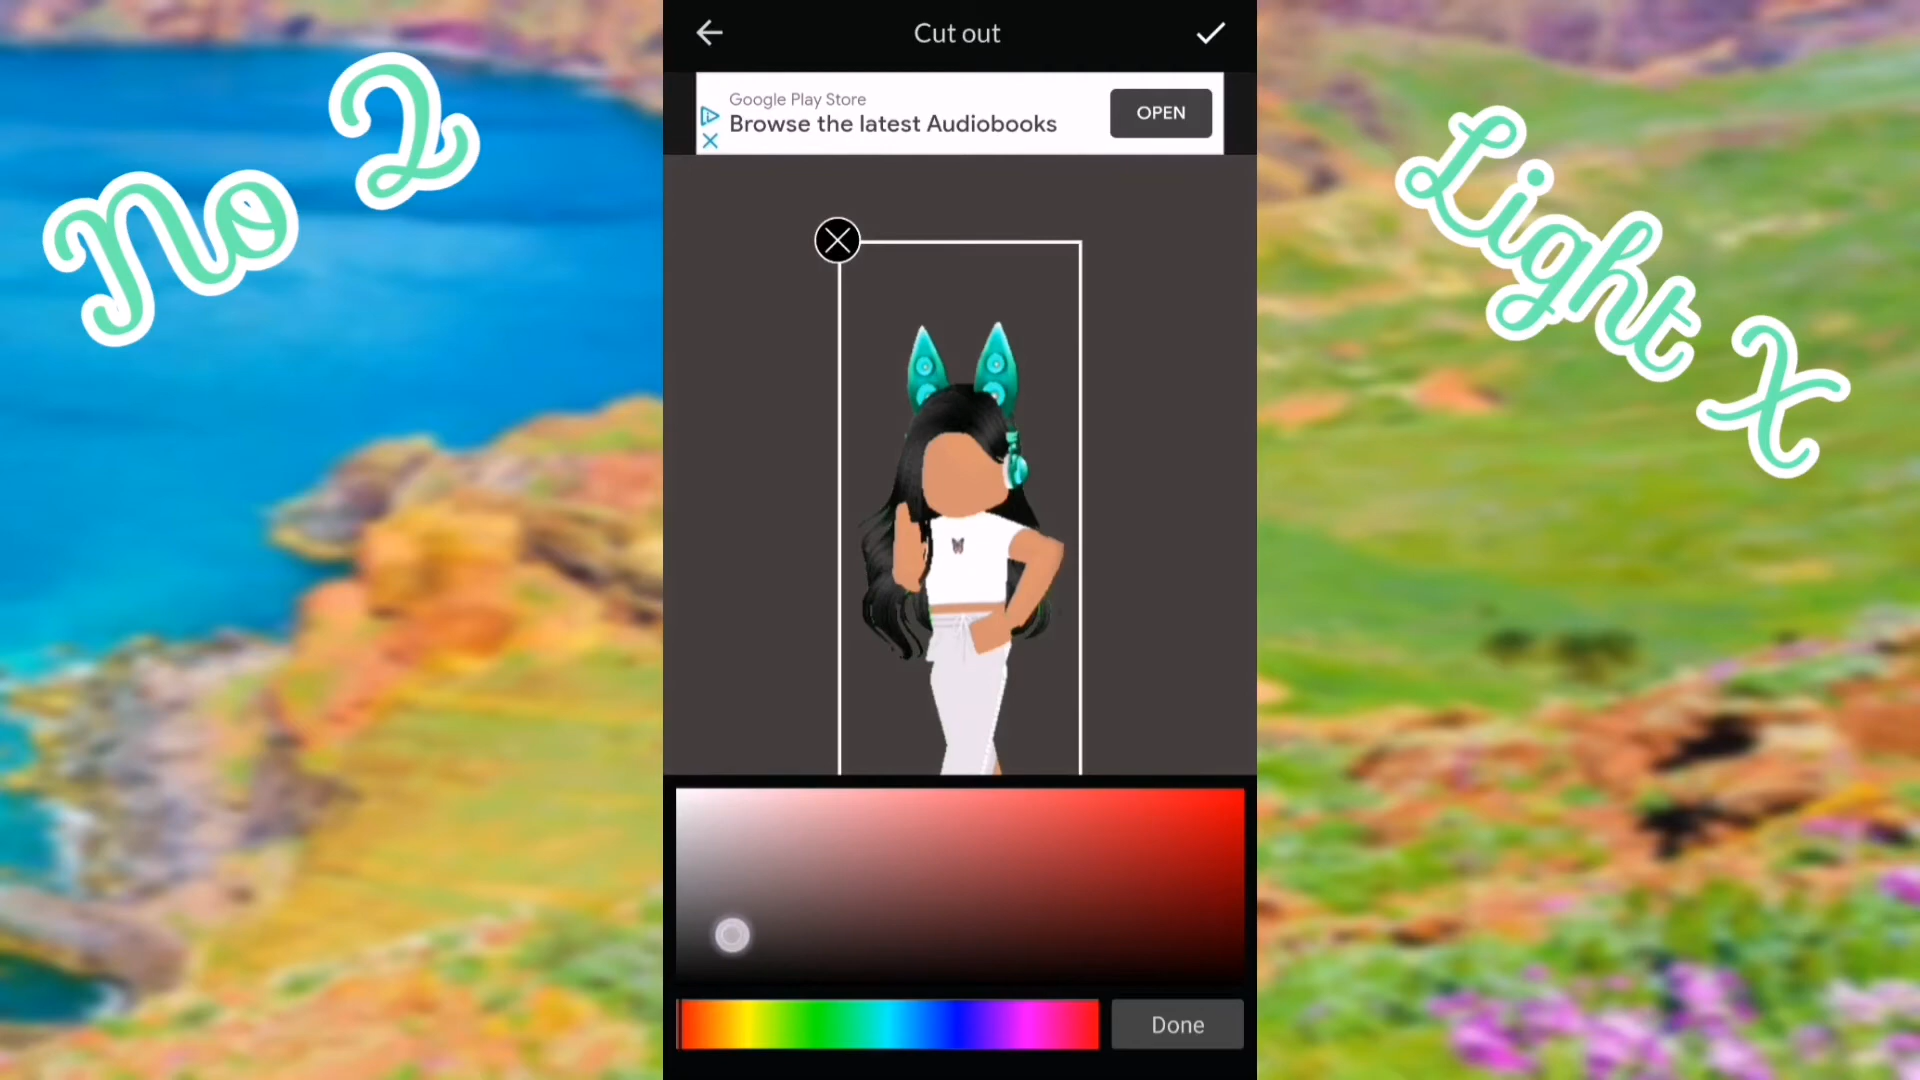 No 2
Cut out
Google Play Store
Browse the latest Audiobooks
OPEN
Light X
Done